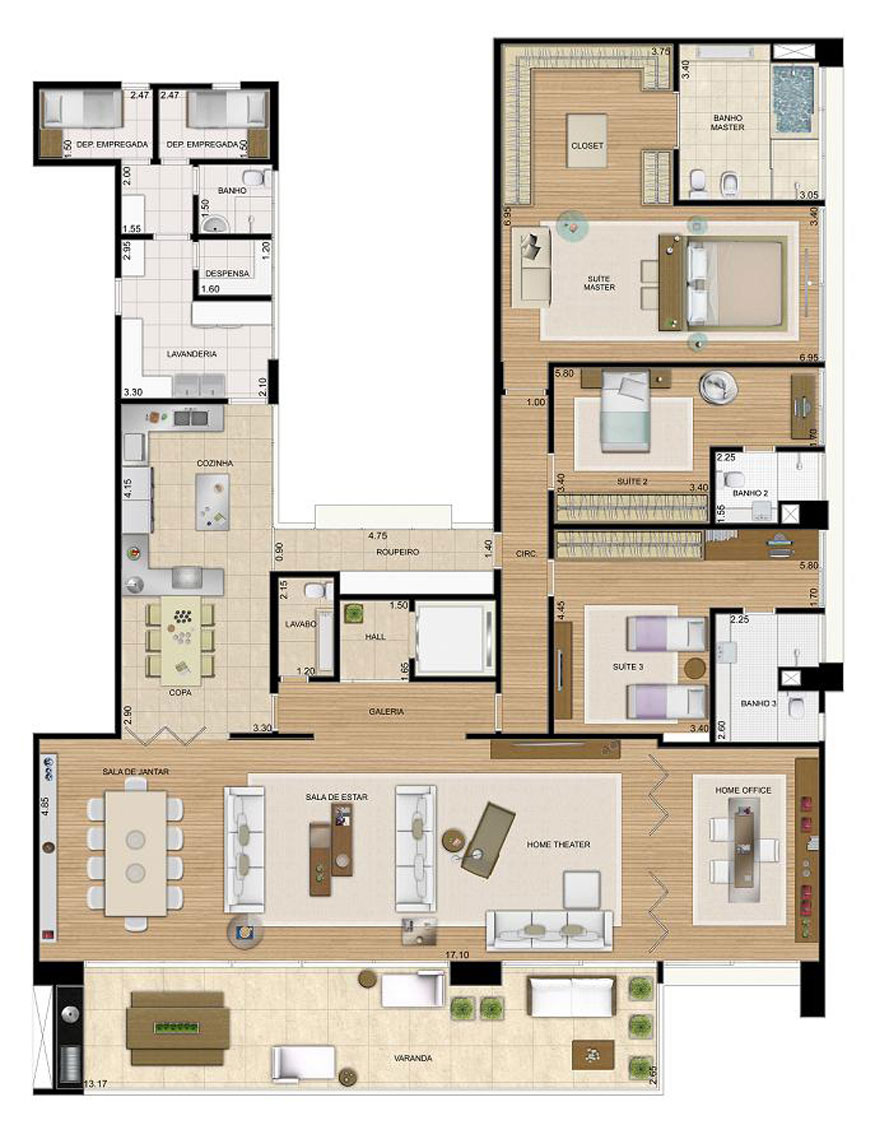 3.75
3.40
BANHO
MASTER
3.05
CLOSET
2.47
2.47
DEP. EMPREGADA
DEP. EMPREGADA
1.50
1.50
2.00
BANHO
1.50
1.55
2.95
1.20
DESPENSA
1.60
LAVANDERIA
3.30
2.10
6.95
3.40
SUÍTE
MASTER
6.95
1.00
5.80
1.70
SUÍTE 2
3.40
3.40
2.25
BANHO 2
1.55
COZINHA
4.15
4.75
0.90
ROUPEIRO
1.40
CIRC.
5.80
1.70
4.45
SUÍTE 3
3.40
2.25
BANHO 3
2.60
2.15
LAVABO
1.20
1.50
HALL
1.65
COPA
2.90
3.30
GALERIA
SALA DE JANTAR
4.85
SALA DE ESTAR
HOME THEATER
HOME OFFICE
17.10
VARANDA
13.17
2.65